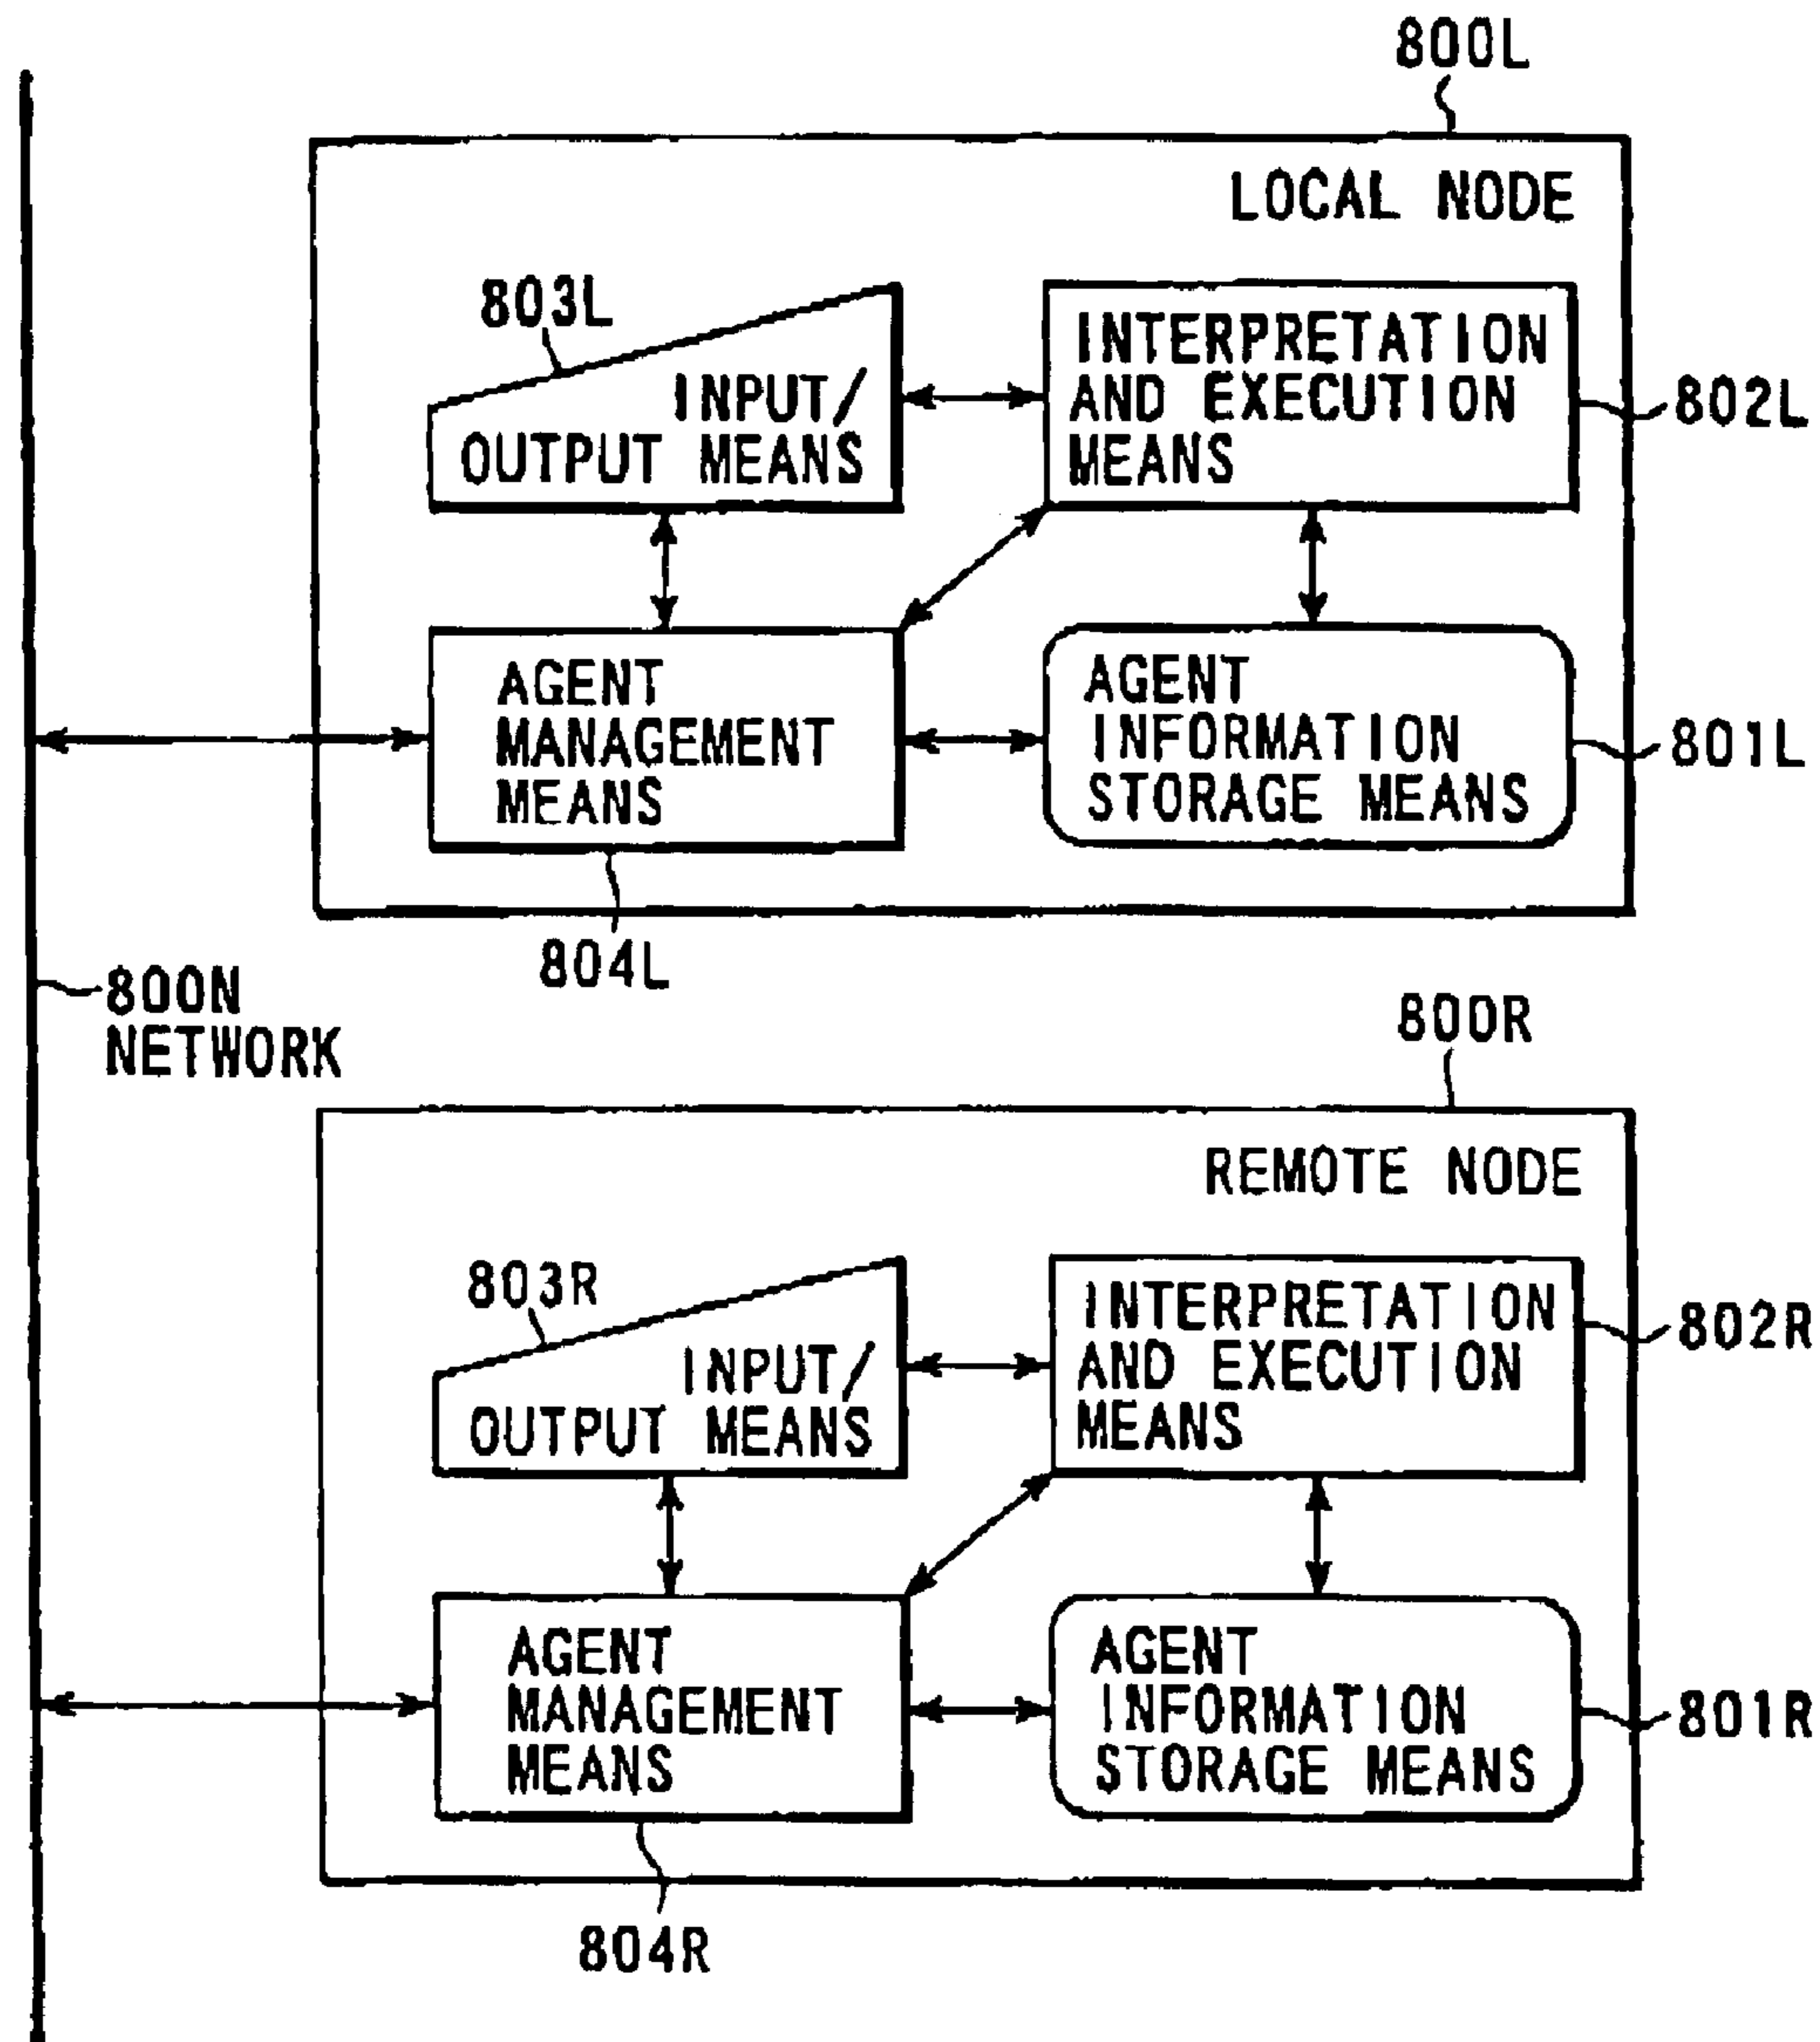 800L
LOCAL NODE
803L
INPUT/
OUTPUT MEANS
INTERPRETATION
AND EXECUTION
MEANS
802L
AGENT
MANAGEMENT
MEANS
AGENT
INFORMATION
STORAGE MEANS
801L
804L
800N
NETWORK
800R
REMOTE NODE
803R
INPUT/
OUTPUT MEANS
INTERPRETATION
AND EXECUTION
MEANS
802R
AGENT
MANAGEMENT
MEANS
AGENT
INFORMATION
STORAGE MEANS
801R
804R